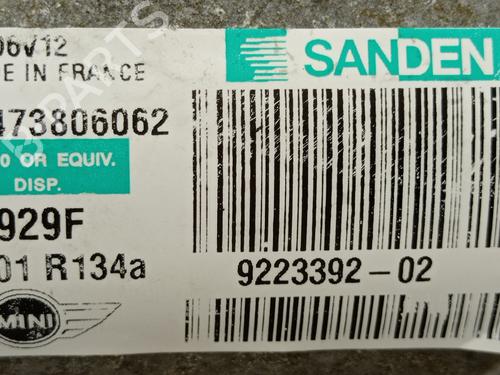 06V12
E IN FRANCE
SANDEN
473806062
0 OR EQUIV.
DISP.
929F
01 R134a
9223392-02
MINI